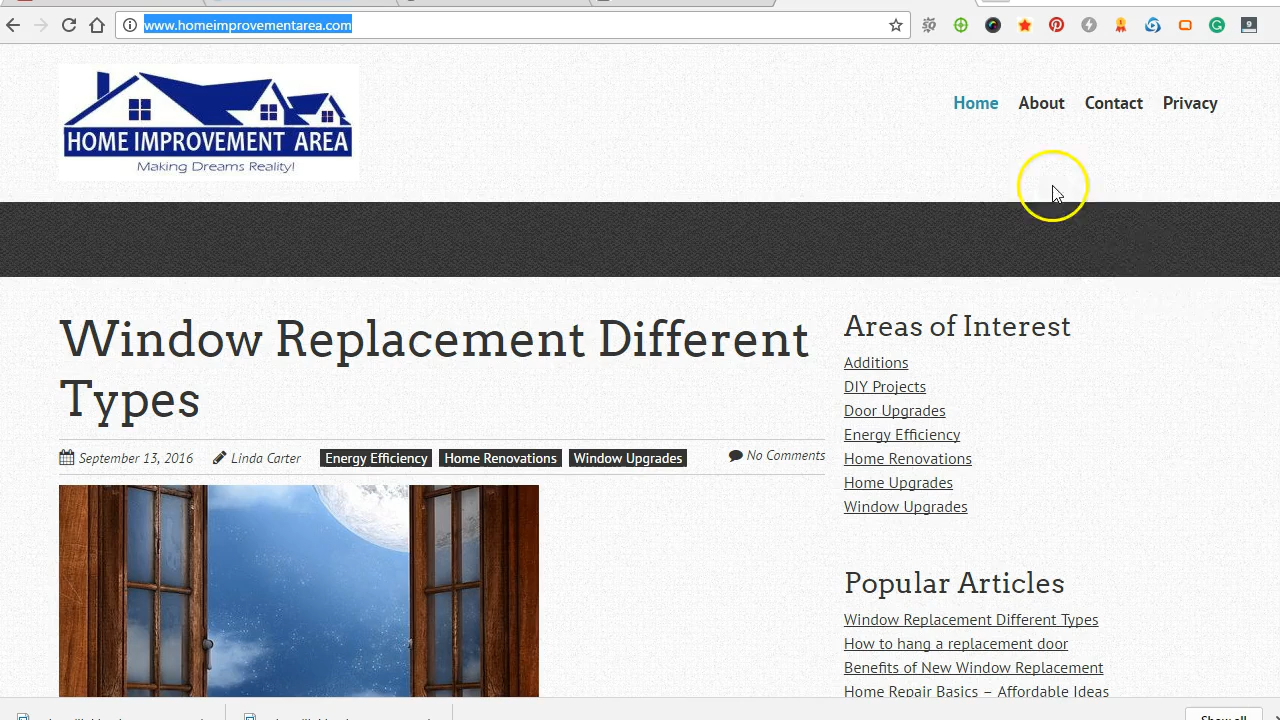 www.homeimprovementarea.com
9
HOME IMPROVEMENT AREA
Making Dreams Reality!
Home
About
Contact
Privacy
Window Replacement Different
Types
September 13, 2016
Linda Carter
Energy Efficiency
Home Renovations
Window Upgrades
No Comments
Areas of Interest
Additions
DIY Projects
Door Upgrades
Energy Efficiency
Home Renovations
Home Upgrades
Window Upgrades
Popular Articles
Window Replacement Different Types
How to hang a replacement door
Benefits of New Window Replacement
Home Repair Basics – Affordable Ideas
Show all